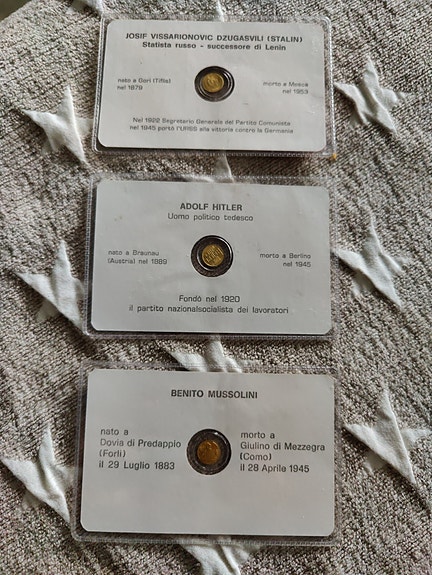 JOSIF VISSARIONOVIC DZUGASVILI (STALIN)
Statista russo - successore di Lenin
nato a Gori (Tiflis)
nel 1879
morto a Mosca
nel 1953
Nel 1922 Segretario Generale del Partito Comunista
nel 1945 portò l'URSS alla vittoria contro la Germania
ADOLF HITLER
Uomo politico tedesco
nato a Braunau
(Austria) nel 1889
morto a Berlino
nel 1945
Fondò nel 1920
il partito nazionalsocialista dei lavoratori
BENITO MUSSOLINI
nato a
Dovia di Predappio
(Forlì)
il 29 Luglio 1883
morto a
Giulino di Mezzegra
(Como)
il 28 Aprile 1945